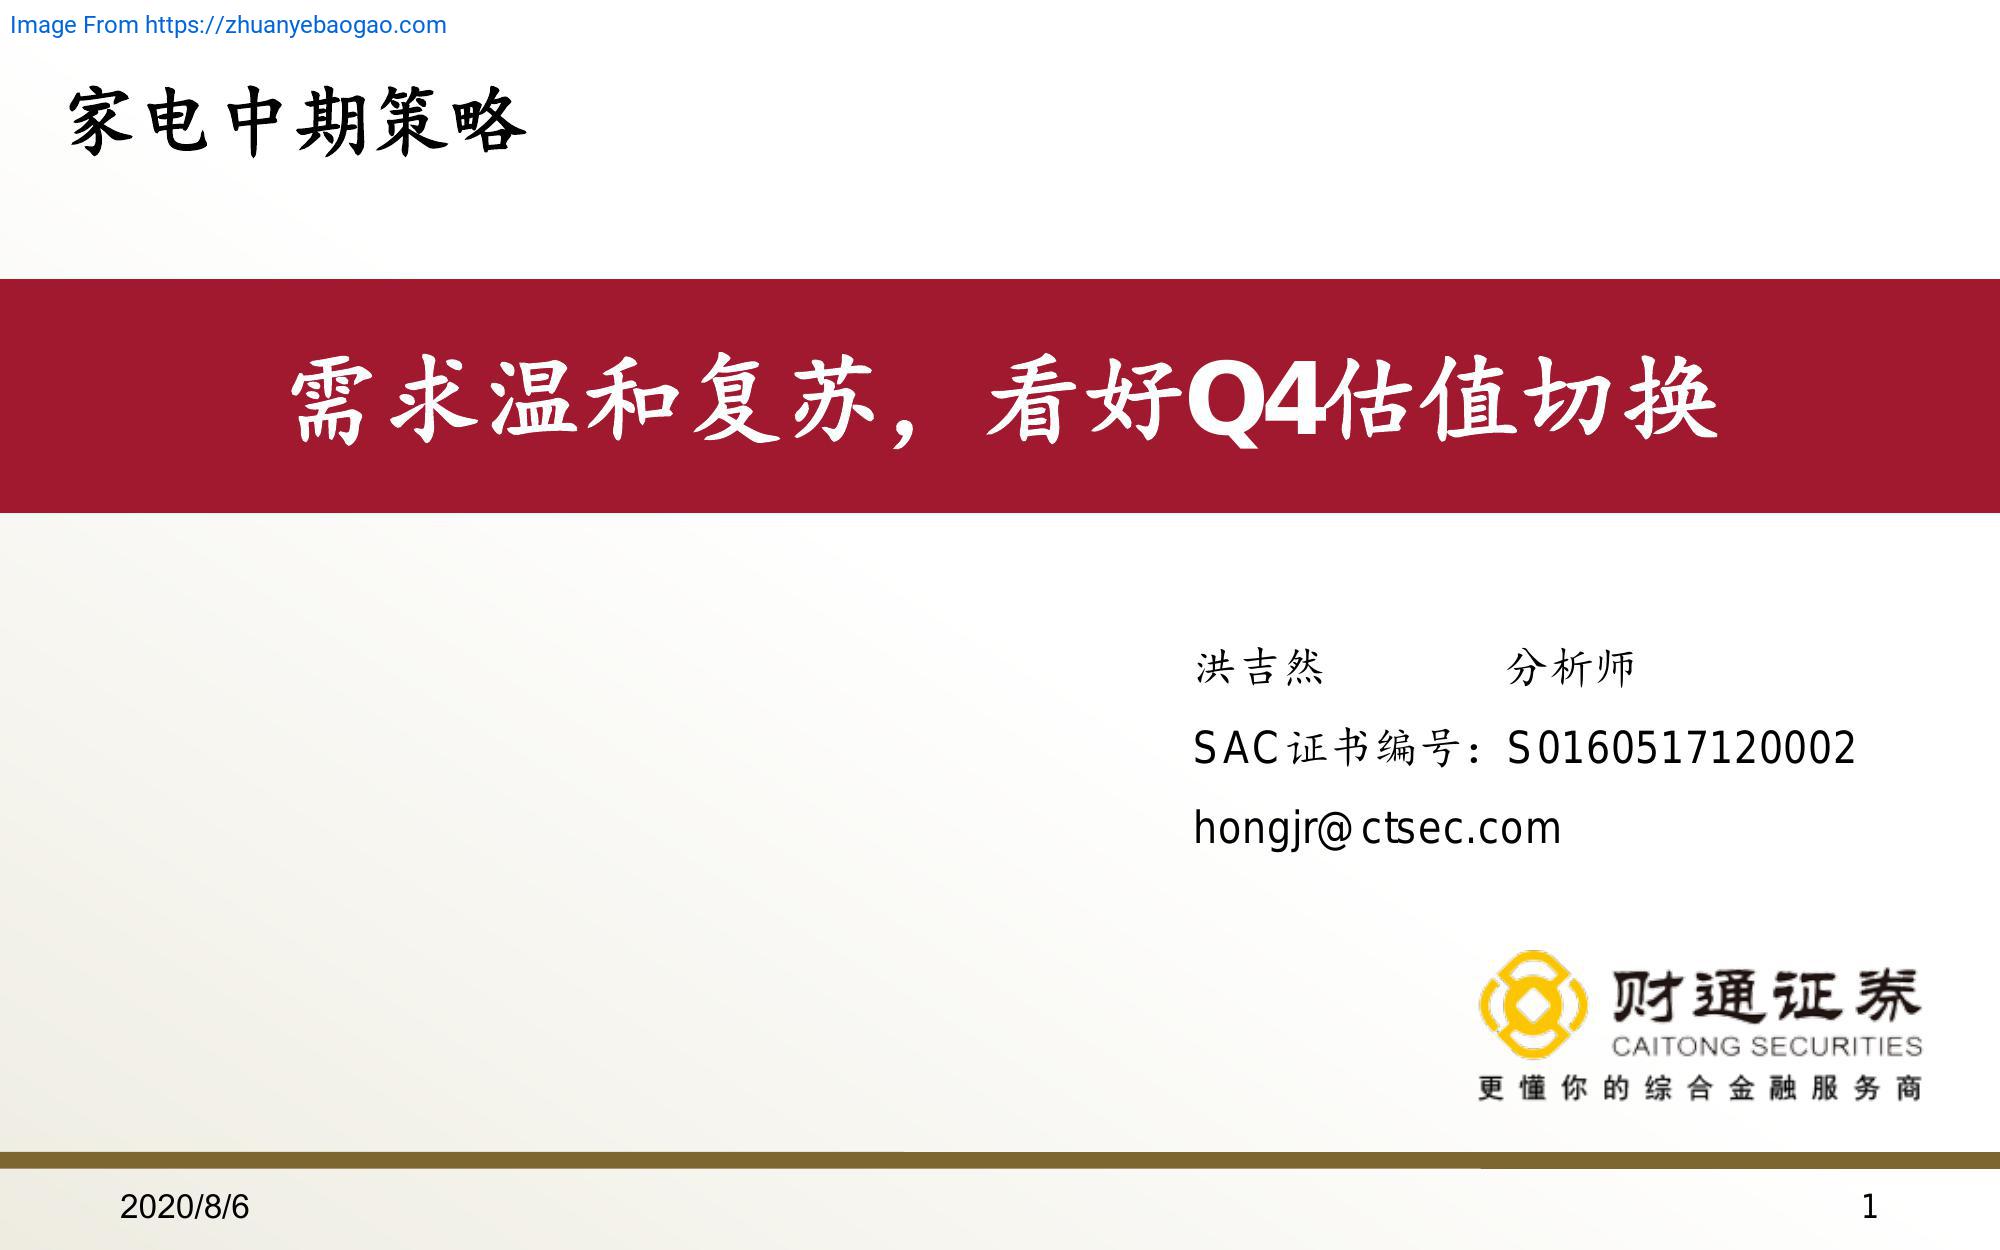 Image From https://zhuanyebaogao.com
家电中期策略
需求温和复苏，看好Q4估值切换
洪吉然 分析师
SAC证书编号：S0160517120002
hongjr@ctsec.com
财通证券
CAITONG SECURITIES
更懂你的综合金融服务商
2020/8/6 1